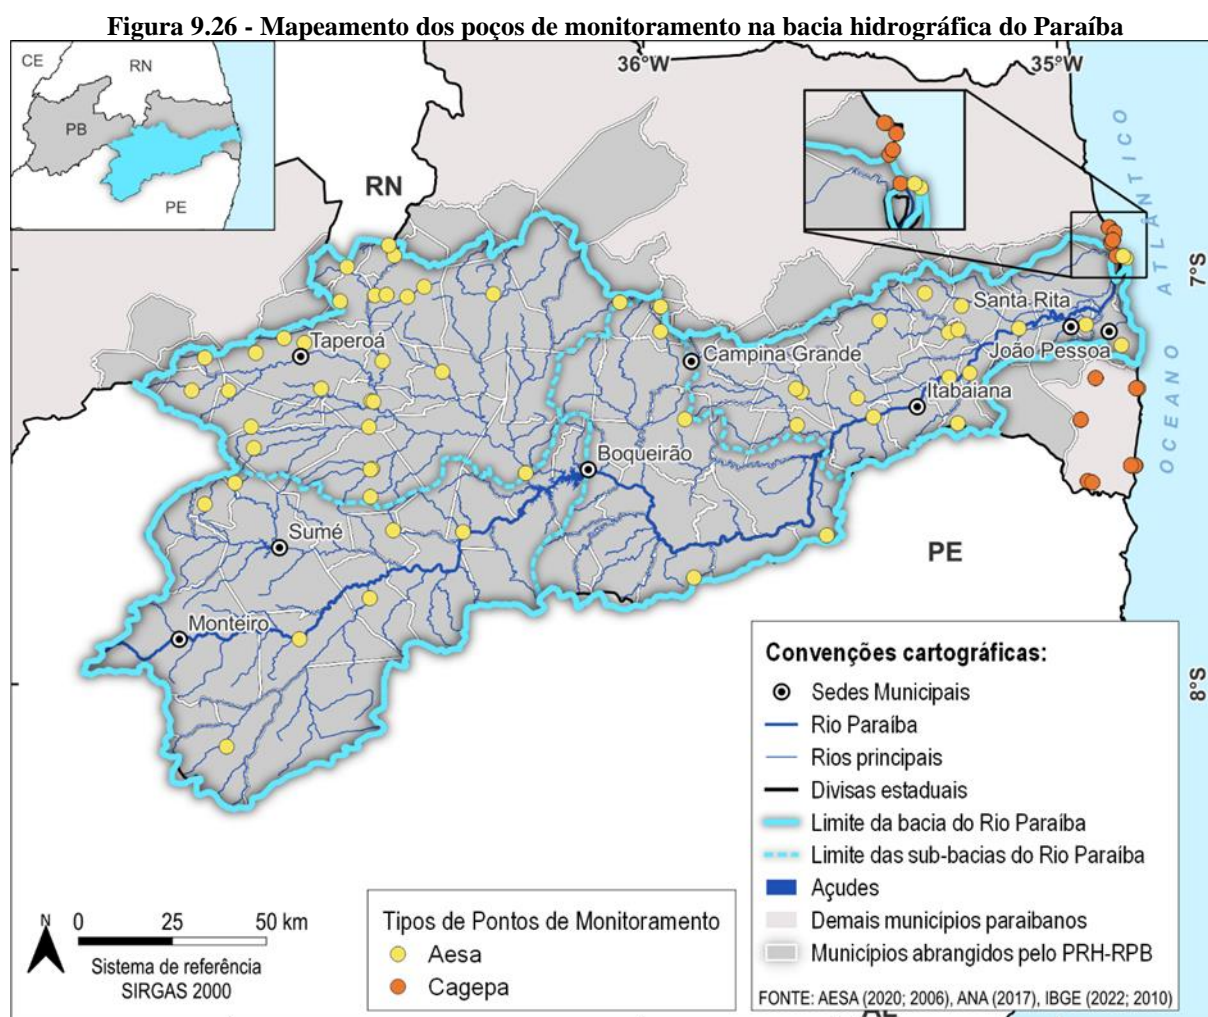 Figura 9.26 - Mapeamento dos poços de monitoramento na bacia hidrográfica do Paraíba
CE
RN
PB
PE
36°W
35°W
7°S
8°S
RN
OCEANO ATLÂNTICO
Santa Rita
João Pessoa
Taperoá
Campina Grande
Itabaiana
Boqueirão
Sumé
Monteiro
PE
Convenções cartográficas:
Sedes Municipais
Rio Paraíba
Rios principais
Divisas estaduais
Limite da bacia do Rio Paraíba
Limite das sub-bacias do Rio Paraíba
Açudes
Demais municípios paraibanos
Municípios abrangidos pelo PRH-RPB
FONTE: AESA (2020; 2006), ANA (2017), IBGE (2022; 2010)
N
0 25 50 km
Sistema de referência
SIRGAS 2000
Tipos de Pontos de Monitoramento
Aesa
Cagepa